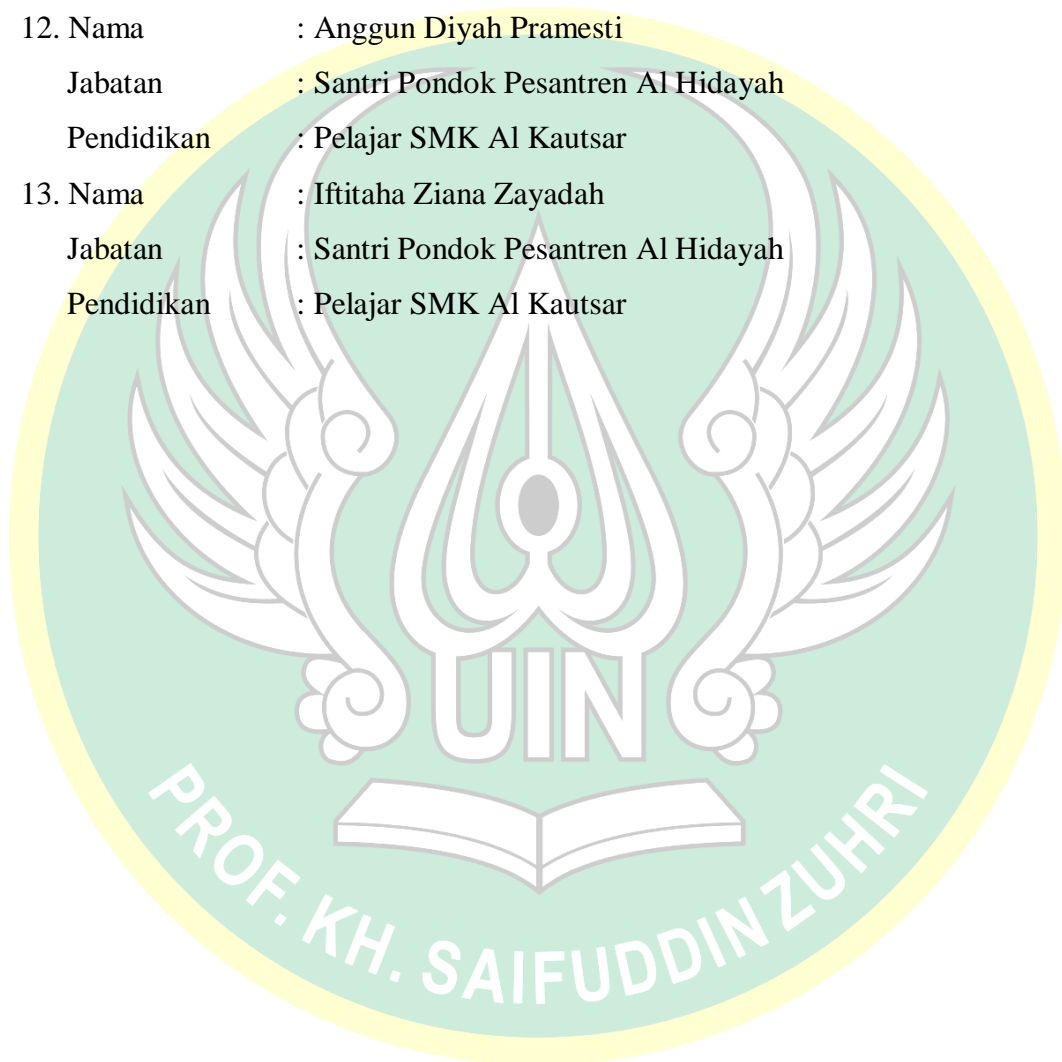 12. Nama : Anggun Diyah Pramesti
Jabatan : Santri Pondok Pesantren Al Hidayah
Pendidikan : Pelajar SMK Al Kautsar
13. Nama : Iftitaha Ziana Zayadah
Jabatan : Santri Pondok Pesantren Al Hidayah
Pendidikan : Pelajar SMK Al Kautsar
UIN
PROF. KH. SAIFUDDIN ZUHRI